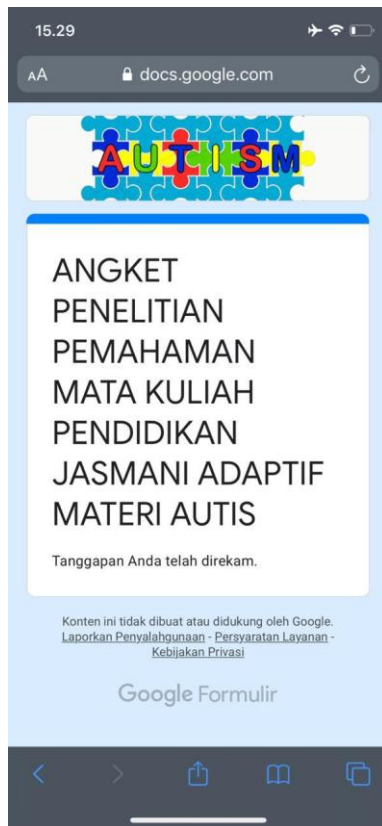 15.29
AA docs.google.com
AUTISM
ANGKET
PENELITIAN
PEMAHAMAN
MATA KULIAH
PENDIDIKAN
JASMANI ADAPTIF
MATERI AUTIS
Tanggapan Anda telah direkam.
Konten ini tidak dibuat atau didukung oleh Google.
Laporkan Penyalahgunaan - Persyaratan Layanan -
Kebijakan Privasi
Google Formulir